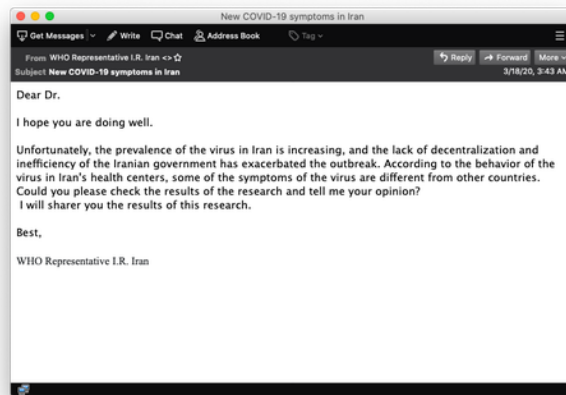 New COVID-19 symptoms in Iran
Get Messages Write Chat Address Book Tag
From WHO Representative I.R. Iran <> Reply Forward More
Subject New COVID-19 symptoms in Iran 3/18/20, 3:43 AM
Dear Dr.
I hope you are doing well.
Unfortunately, the prevalence of the virus in Iran is increasing, and the lack of decentralization and
inefficiency of the Iranian government has exacerbated the outbreak. According to the behavior of the
virus in Iran's health centers, some of the symptoms of the virus are different from other countries.
Could you please check the results of the research and tell me your opinion?
I will sharer you the results of this research.
Best,
WHO Representative I.R. Iran